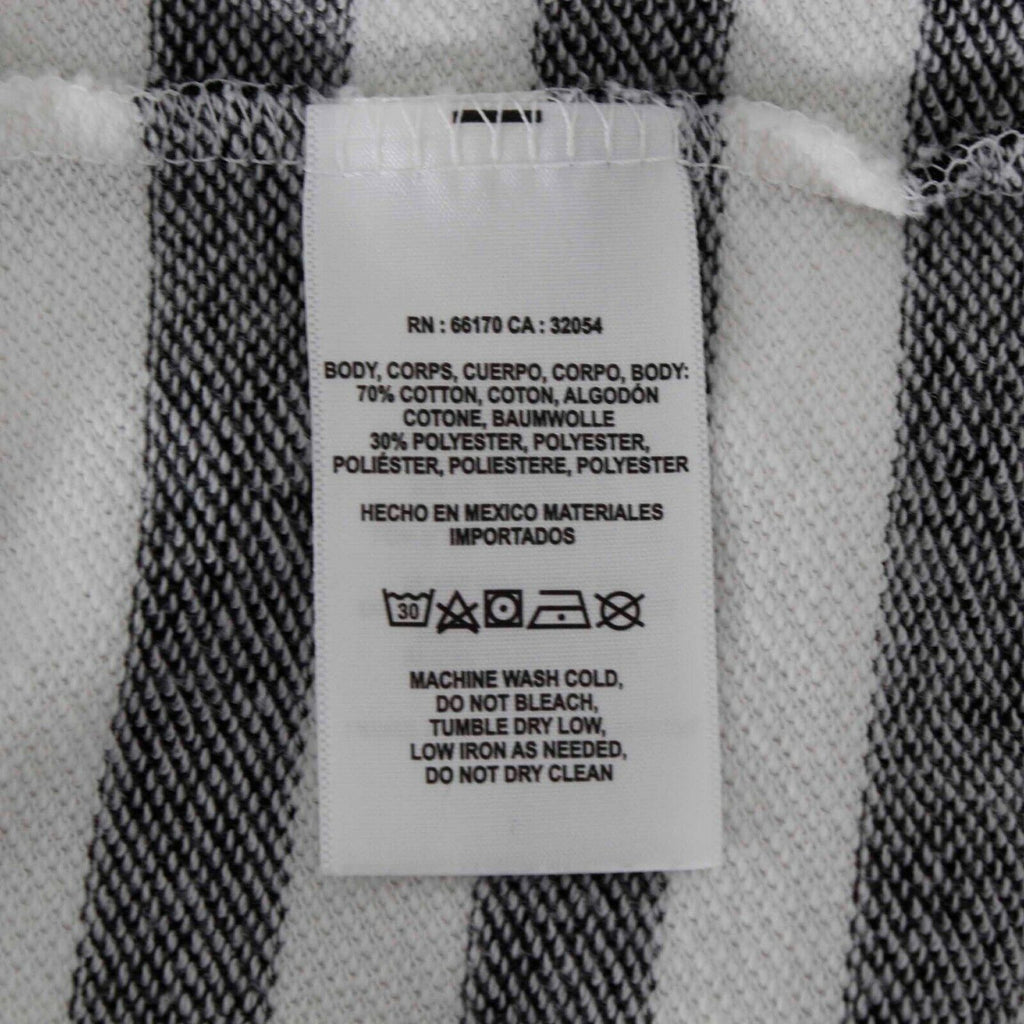 RN : 66170 CA : 32054
BODY, CORPS, CUERPO, CORPO, BODY:
70% COTTON, COTON, ALGODÓN
COTONE, BAUMWOLLE
30% POLYESTER, POLYESTER,
POLIÉSTER, POLIESTERE, POLYESTER
HECHO EN MEXICO MATERIALES
IMPORTADOS
30
MACHINE WASH COLD,
DO NOT BLEACH,
TUMBLE DRY LOW,
LOW IRON AS NEEDED,
DO NOT DRY CLEAN